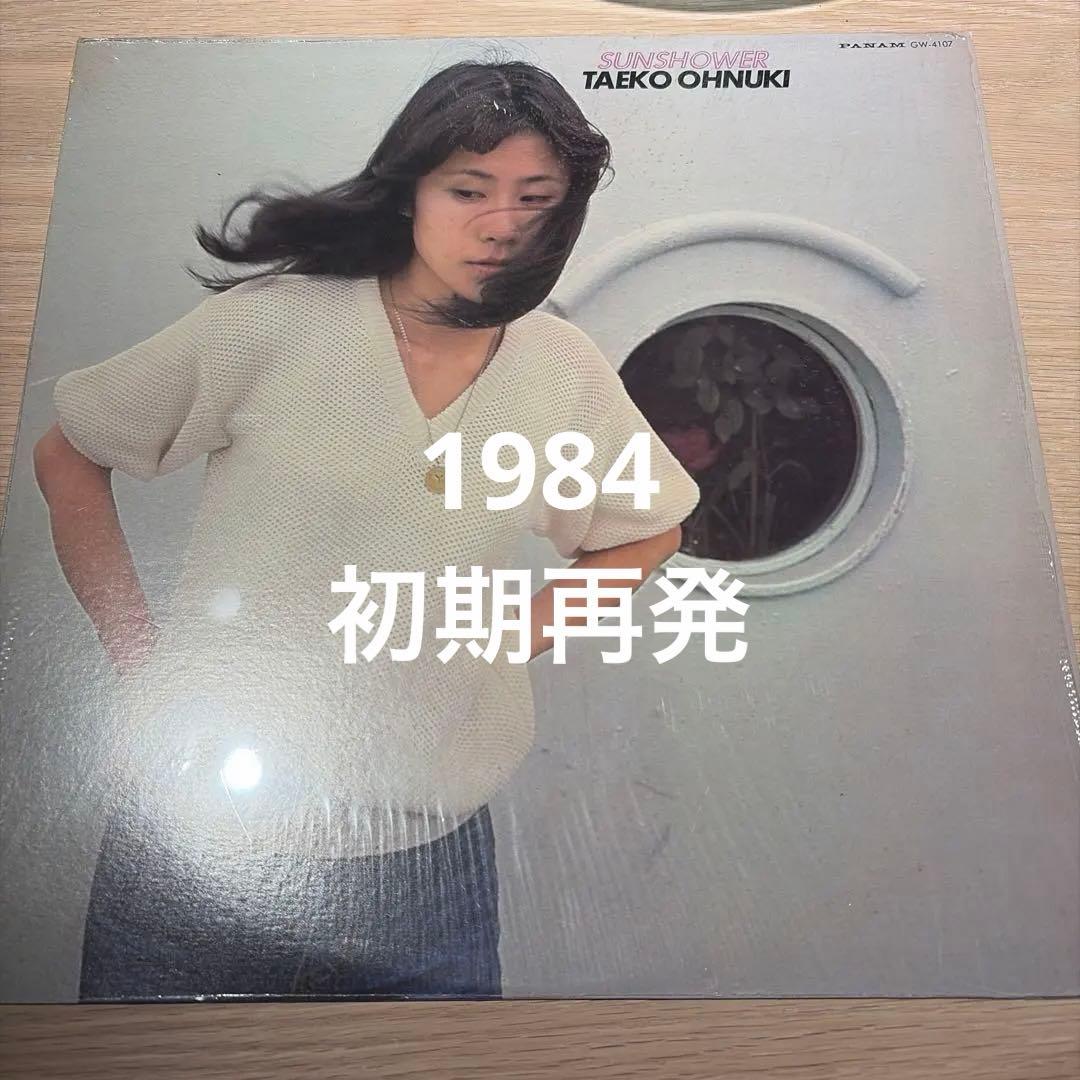 SUNSHOWER
TAEKO OHNUKI
PANAM GW-4107
1984
初期再発